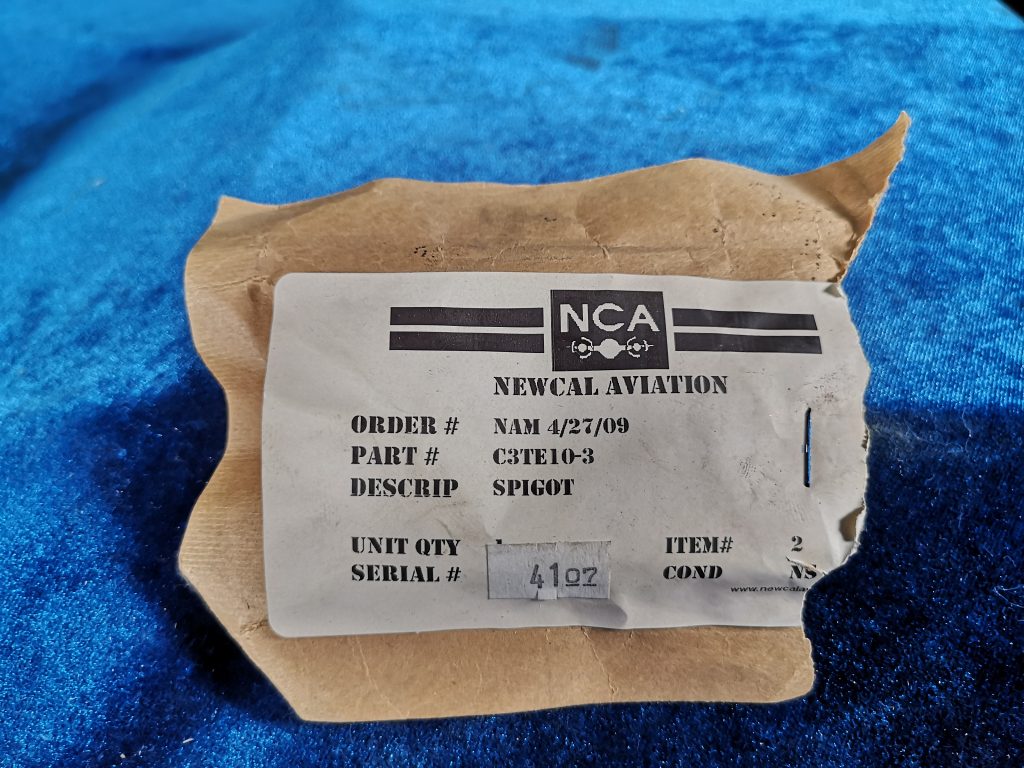 NCA
NEWCAL AVIATION
ORDER # NAM 4/27/09
PART # C3TE10-3
DESCRIP SPIGOT
UNIT QTY ITEM# 2
SERIAL # 4107 COND NS